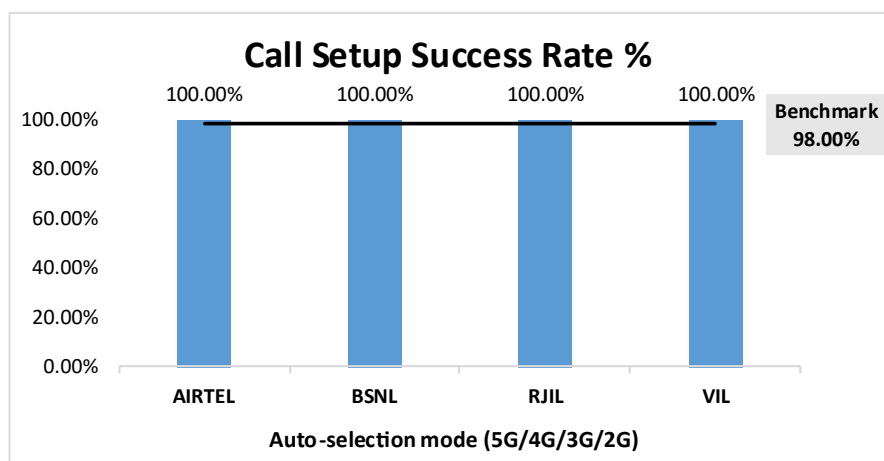 Call Setup Success Rate %
100.00% 100.00% 100.00% 100.00%
Benchmark
98.00%
100.00%
80.00%
60.00%
40.00%
20.00%
0.00%
AIRTEL BSNL RJIL VIL
Auto-selection mode (5G/4G/3G/2G)